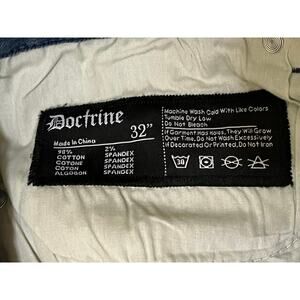 Doctrine
32"
Made in China
98% 2%
COTTON SPANDEX
COTONE SPANDEX
COTON SPANDEX
ALGODON SPANDEX
Machine Wash Cold With Like Colors
Tumble Dry Low
Do Not Bleach
If Garment has Holes, They Will Grow
Over Time. Do Not Wash Excessively
If Decorated Or Printed, Do Not Iron
30